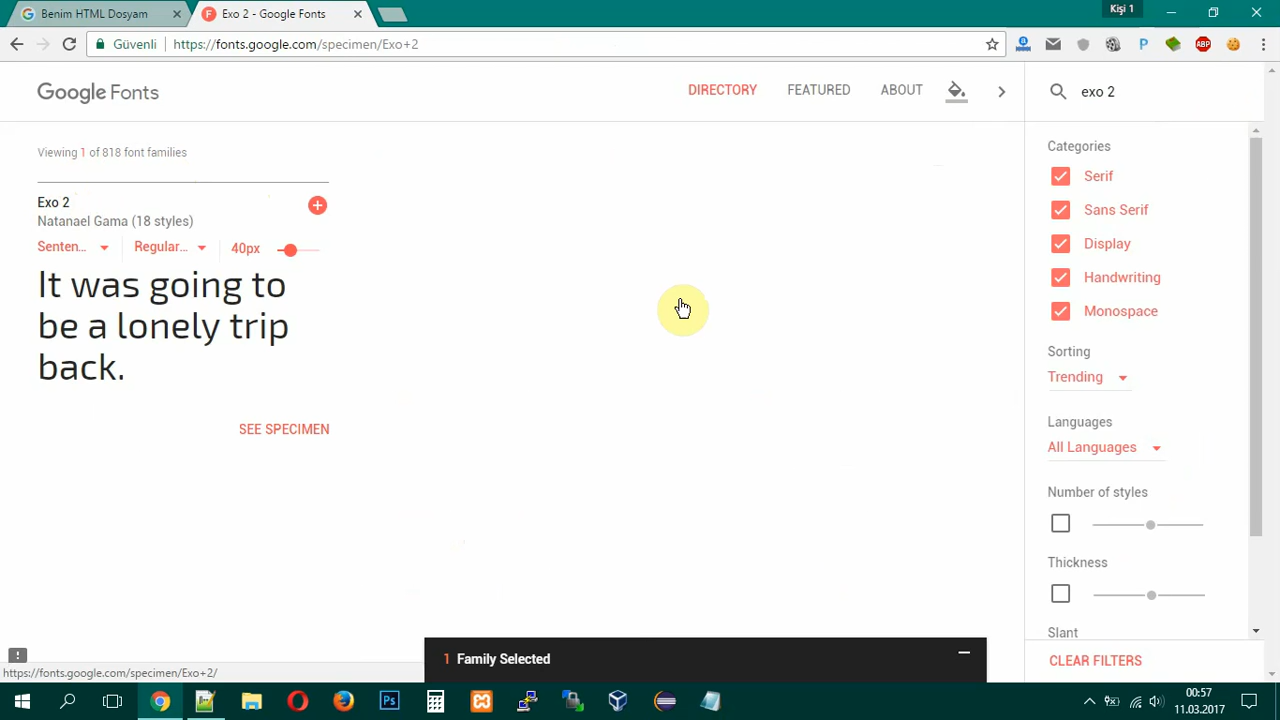 Benim HTML Dosyam
Exo 2 - Google Fonts
Kişi 1
Güvenli
https://fonts.google.com/specimen/Exo+2
Google Fonts
DIRECTORY
FEATURED
ABOUT
exo 2
Viewing 1 of 818 font families
Exo 2
Natanael Gama (18 styles)
Senten...
Regular...
40px
It was going to
be a lonely trip
back.
SEE SPECIMEN
Categories
Serif
Sans Serif
Display
Handwriting
Monospace
Sorting
Trending
Languages
All Languages
Number of styles
Thickness
Slant
CLEAR FILTERS
1 Family Selected
https://fonts.google.com/specimen/Exo+2/
00:57
11.03.2017